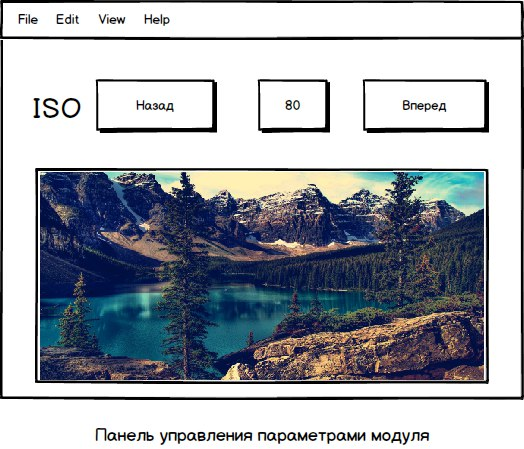 File Edit View Help
ISO Назад 80 Вперед
Панель управления параметрами модуля